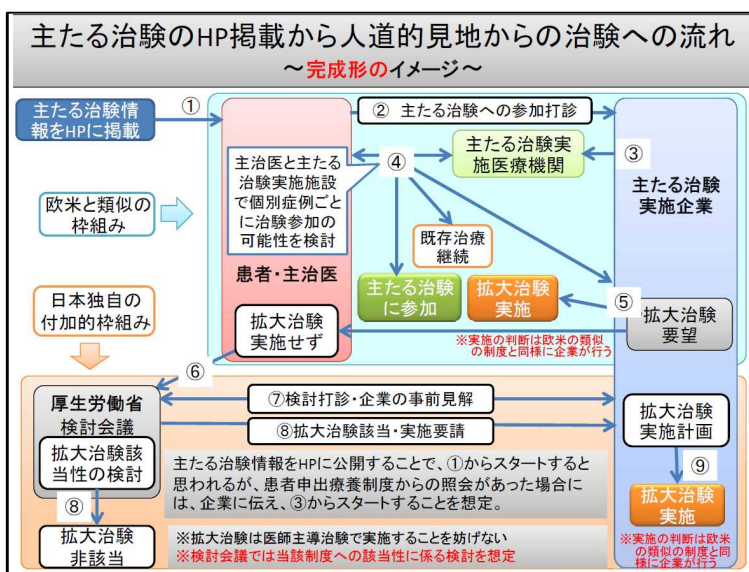 主たる治験のHP掲載から人道的見地からの治験への流れ
～完成形のイメージ～
主たる治験情
報をHPに掲載
①
② 主たる治験への参加打診
主たる治験実
施医療機関
③
主たる治験
実施企業
④
主治医と主たる
治験実施施設
で個別症例ごと
に治験参加の
可能性を検討
欧米と類似の
枠組み
既存治療
継続
患者・主治医
主たる治験
に参加
拡大治験
実施
⑤
拡大治験
要望
日本独自の
付加的枠組み
拡大治験
実施せず
※実施の判断は欧米の類似
の制度と同様に企業が行う
⑥
厚生労働省
検討会議
拡大治験該
当性の検討
⑦検討打診・企業の事前見解
⑧拡大治験該当・実施要請
拡大治験
実施計画
主たる治験情報をHPに公開することで、①からスタートすると
思われるが、患者申出療養制度からの照会があった場合に
は、企業に伝え、③からスタートすることを想定。
⑧
⑨
拡大治験
非該当
拡大治験
実施
※拡大治験は医師主導治験で実施することを妨げない
※検討会議では当該制度への該当性に係る検討を想定
※実施の判断は欧米
の類似の制度と同
様に企業が行う